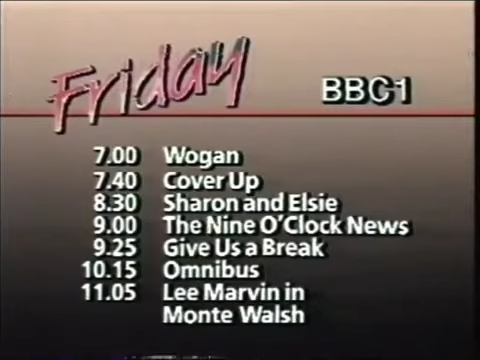 Friday
BBC1
7.00 Wogan
7.40 Cover Up
8.30 Sharon and Elsie
9.00 The Nine O'Clock News
9.25 Give Us a Break
10.15 Omnibus
11.05 Lee Marvin in
Monte Walsh